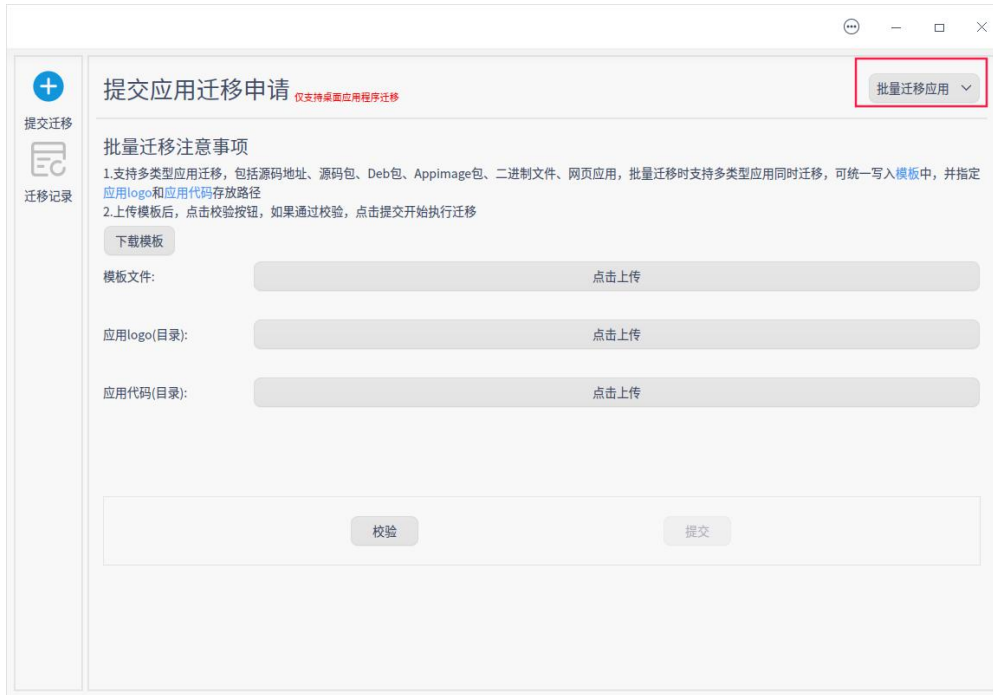 提交应用迁移申请 仅支持桌面应用程序迁移
批量迁移应用
提交迁移
迁移记录
批量迁移注意事项
1.支持多类型应用迁移，包括源码地址、源码包、Deb包、Appimage包、二进制文件、网页应用，批量迁移时支持多类型应用同时迁移，可统一写入模板中，并指定
应用logo和应用代码存放路径
2.上传模板后，点击校验按钮，如果通过校验，点击提交开始执行迁移
下载模板
模板文件: 点击上传
应用logo(目录): 点击上传
应用代码(目录): 点击上传
校验 提交